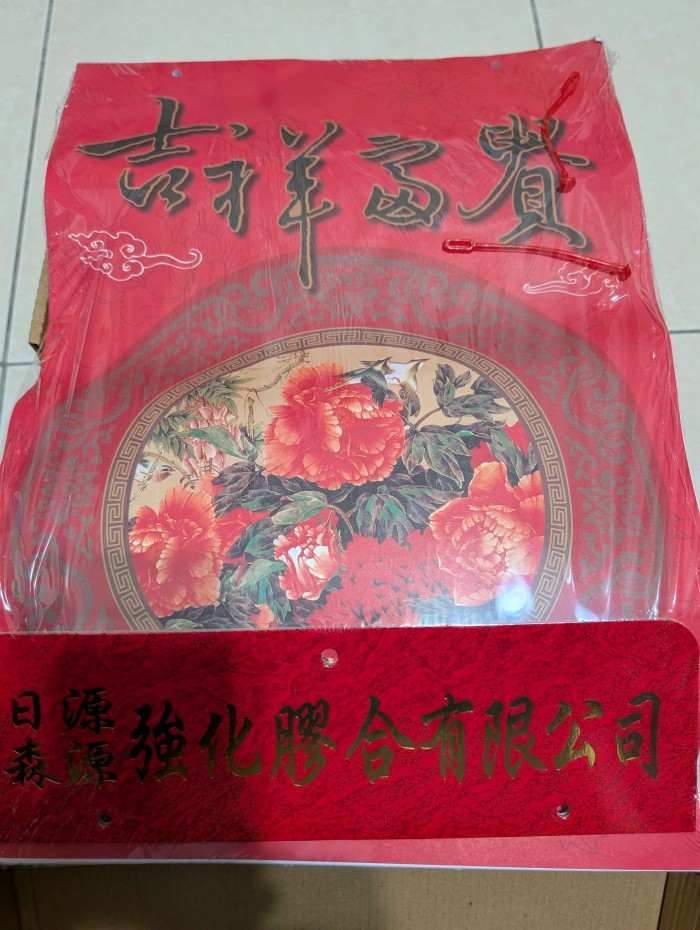 吉祥富貴
日源
森源
強化膠合有限公司